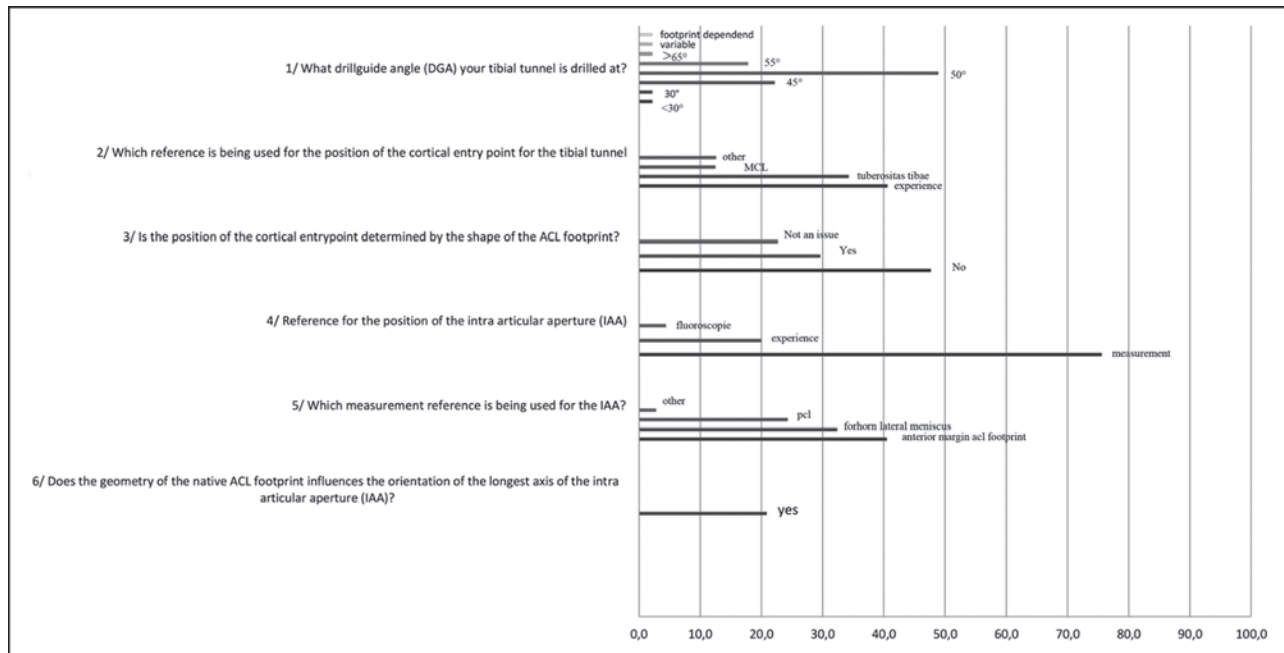 footprint dependend
variable
>65°
1/ What drillguide angle (DGA) your tibial tunnel is drilled at?
55°
50°
45°
30°
<30°
2/ Which reference is being used for the position of the cortical entry point for the tibial tunnel
other
MCL
tuberositas tibae
experience
3/ Is the position of the cortical entrypoint determined by the shape of the ACL footprint?
Not an issue
Yes
No
4/ Reference for the position of the intra articular aperture (IAA)
fluoroscopie
experience
measurement
5/ Which measurement reference is being used for the IAA?
other
pcl
forhorn lateral meniscus
anterior margin acl footprint
6/ Does the geometry of the native ACL footprint influences the orientation of the longest axis of the intra
articular aperture (IAA)?
yes
0,0 10,0 20,0 30,0 40,0 50,0 60,0 70,0 80,0 90,0 100,0